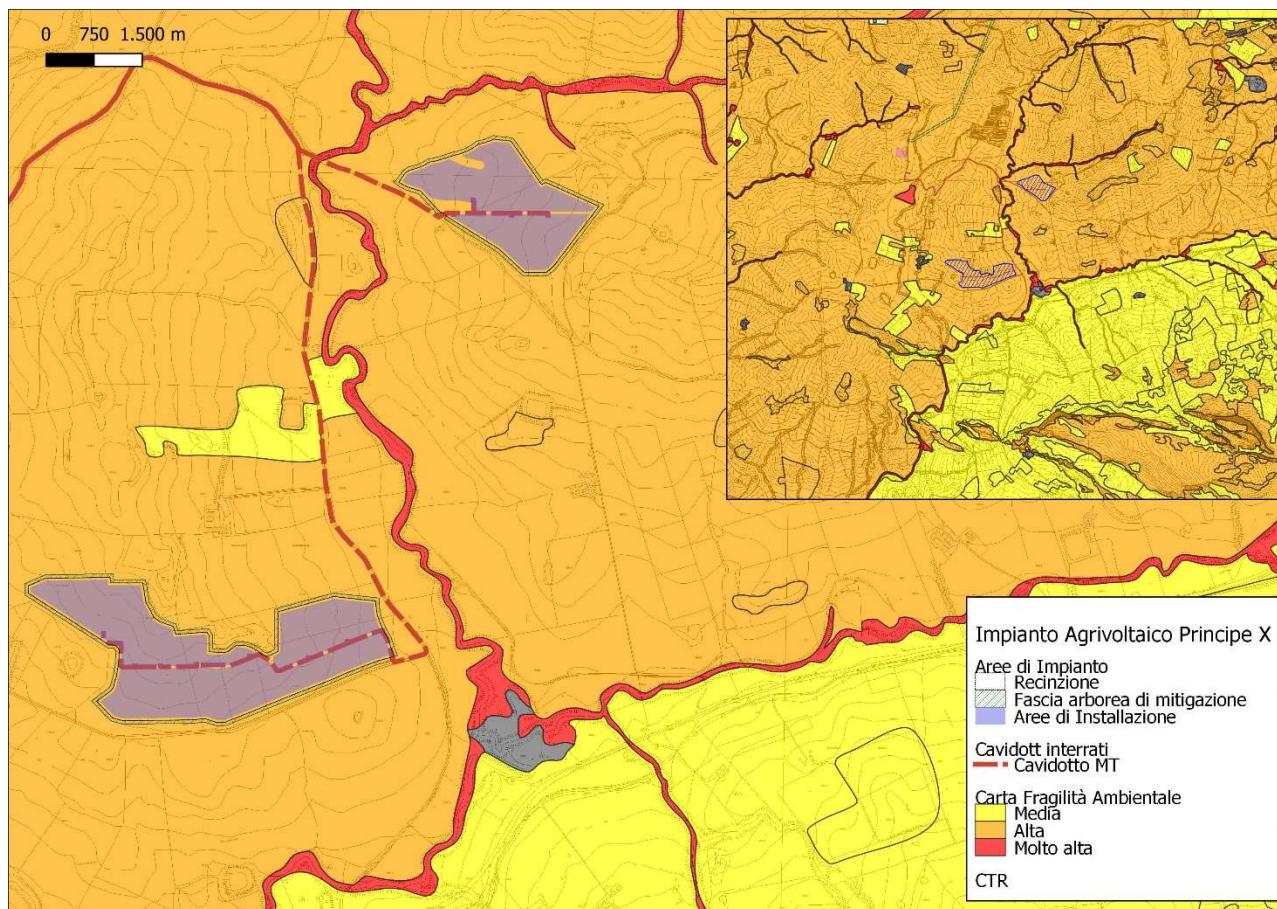 0 750 1.500 m
Impianto Agrivoltaico Principe X
Aree di Impianto
Recinzione
Fascia arborea di mitigazione
Aree di Installazione
Cavidott interrati
Cavidotto MT
Carta Fragilità Ambientale
Media
Alta
Molto alta
CTR